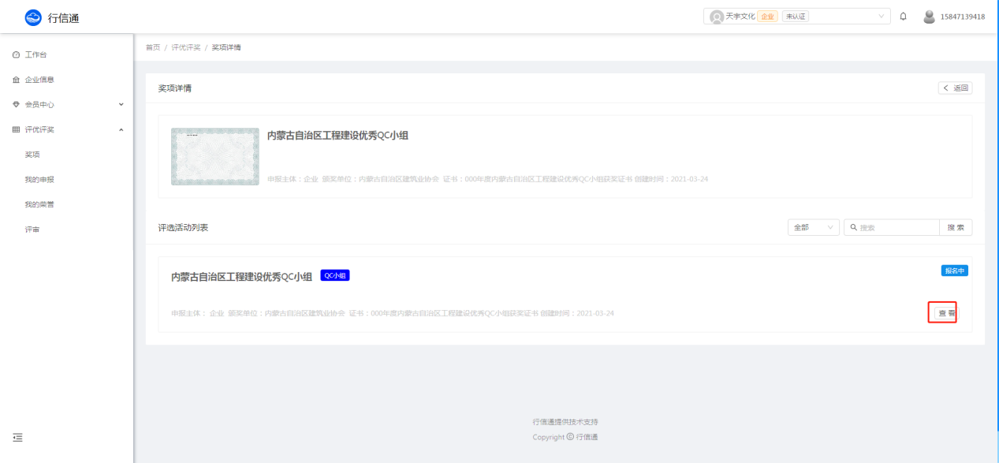 行信通
天宇文化 企业 未认证
15847139418
首页 / 评优评奖 / 奖项详情
工作台
企业信息
会员中心
评优评奖
奖项
我的申报
我的荣誉
评审
奖项详情
返回
内蒙古自治区工程建设优秀QC小组
申报主体：企业 颁奖单位：内蒙古自治区建筑业协会 证书：000年度内蒙古自治区工程建设优秀QC小组获奖证书 创建时间：2021-03-24
评选活动列表
全部
搜索
搜 索
内蒙古自治区工程建设优秀QC小组 QC小组
报名中
申报主体： 企业 颁奖单位：内蒙古自治区建筑业协会 证书：000年度内蒙古自治区工程建设优秀QC小组获奖证书 创建时间：2021-03-24
查 看
行信通提供技术支持
Copyright © 行信通